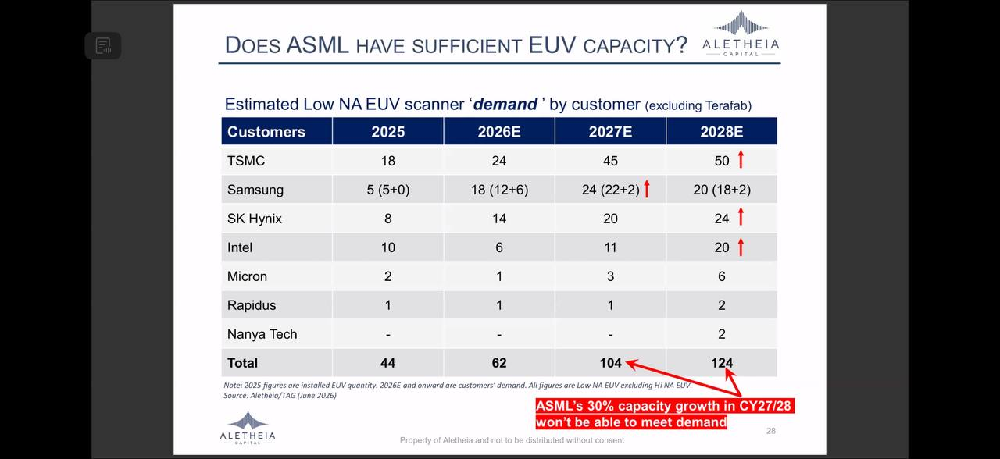 DOES ASML HAVE SUFFICIENT EUV CAPACITY?
ALETHEIA
CAPITAL
Estimated Low NA EUV scanner ‘demand ’ by customer (excluding Terafab)
Customers 2025 2026E 2027E 2028E
TSMC 18 24 45 50
Samsung 5 (5+0) 18 (12+6) 24 (22+2) 20 (18+2)
SK Hynix 8 14 20 24
Intel 10 6 11 20
Micron 2 1 3 6
Rapidus 1 1 1 2
Nanya Tech - - - 2
Total 44 62 104 124
Note: 2025 figures are installed EUV quantity. 2026E and onward are customers’ demand. All figures are Low NA EUV excluding Hi NA EUV.
Source: Aletheia/TAG (June 2026)
ASML’s 30% capacity growth in CY27/28
won’t be able to meet demand
ALETHEIA
CAPITAL
Property of Aletheia and not to be distributed without consent
28